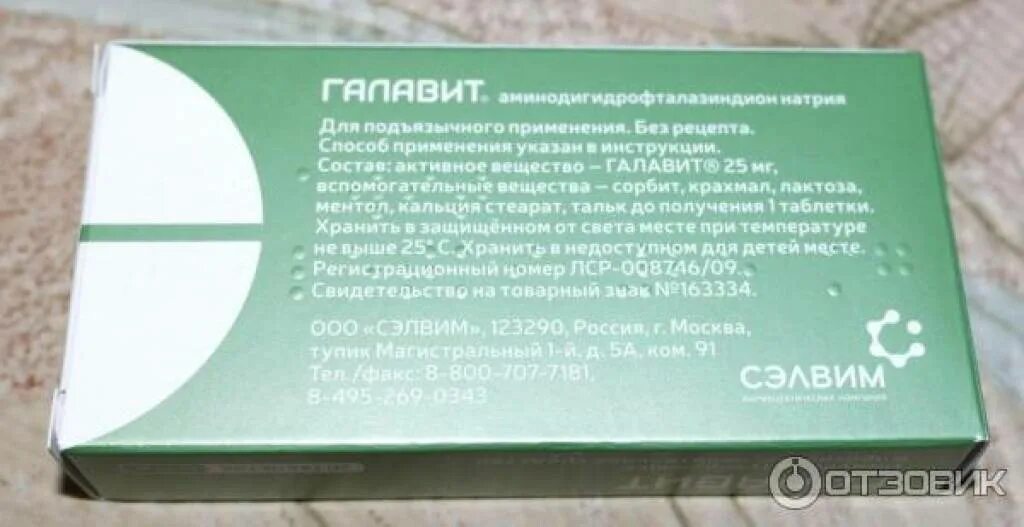 ГАЛАВИТ® аминодигидрофталазиндион натрия
Для подъязычного применения. Без рецепта.
Способ применения указан в инструкции.
Состав: активное вещество – ГАЛАВИТ® 25 мг,
вспомогательные вещества – сорбит, крахмал, лактоза,
ментол, кальция стеарат, тальк до получения 1 таблетки.
Хранить в защищённом от света месте при температуре
не выше 25°С. Хранить в недоступном для детей месте.
Регистрационный номер ЛСР-008746/09.
Свидетельство на товарный знак №163334.
ООО «СЭЛВИМ», 123290, Россия, г. Москва,
тупик Магистральный 1-й, д. 5А, ком. 91
Тел./факс: 8-800-707-7181,
8-495-269-0343
СЭЛВИМ
фармацевтическая компания
ОТЗОВИК